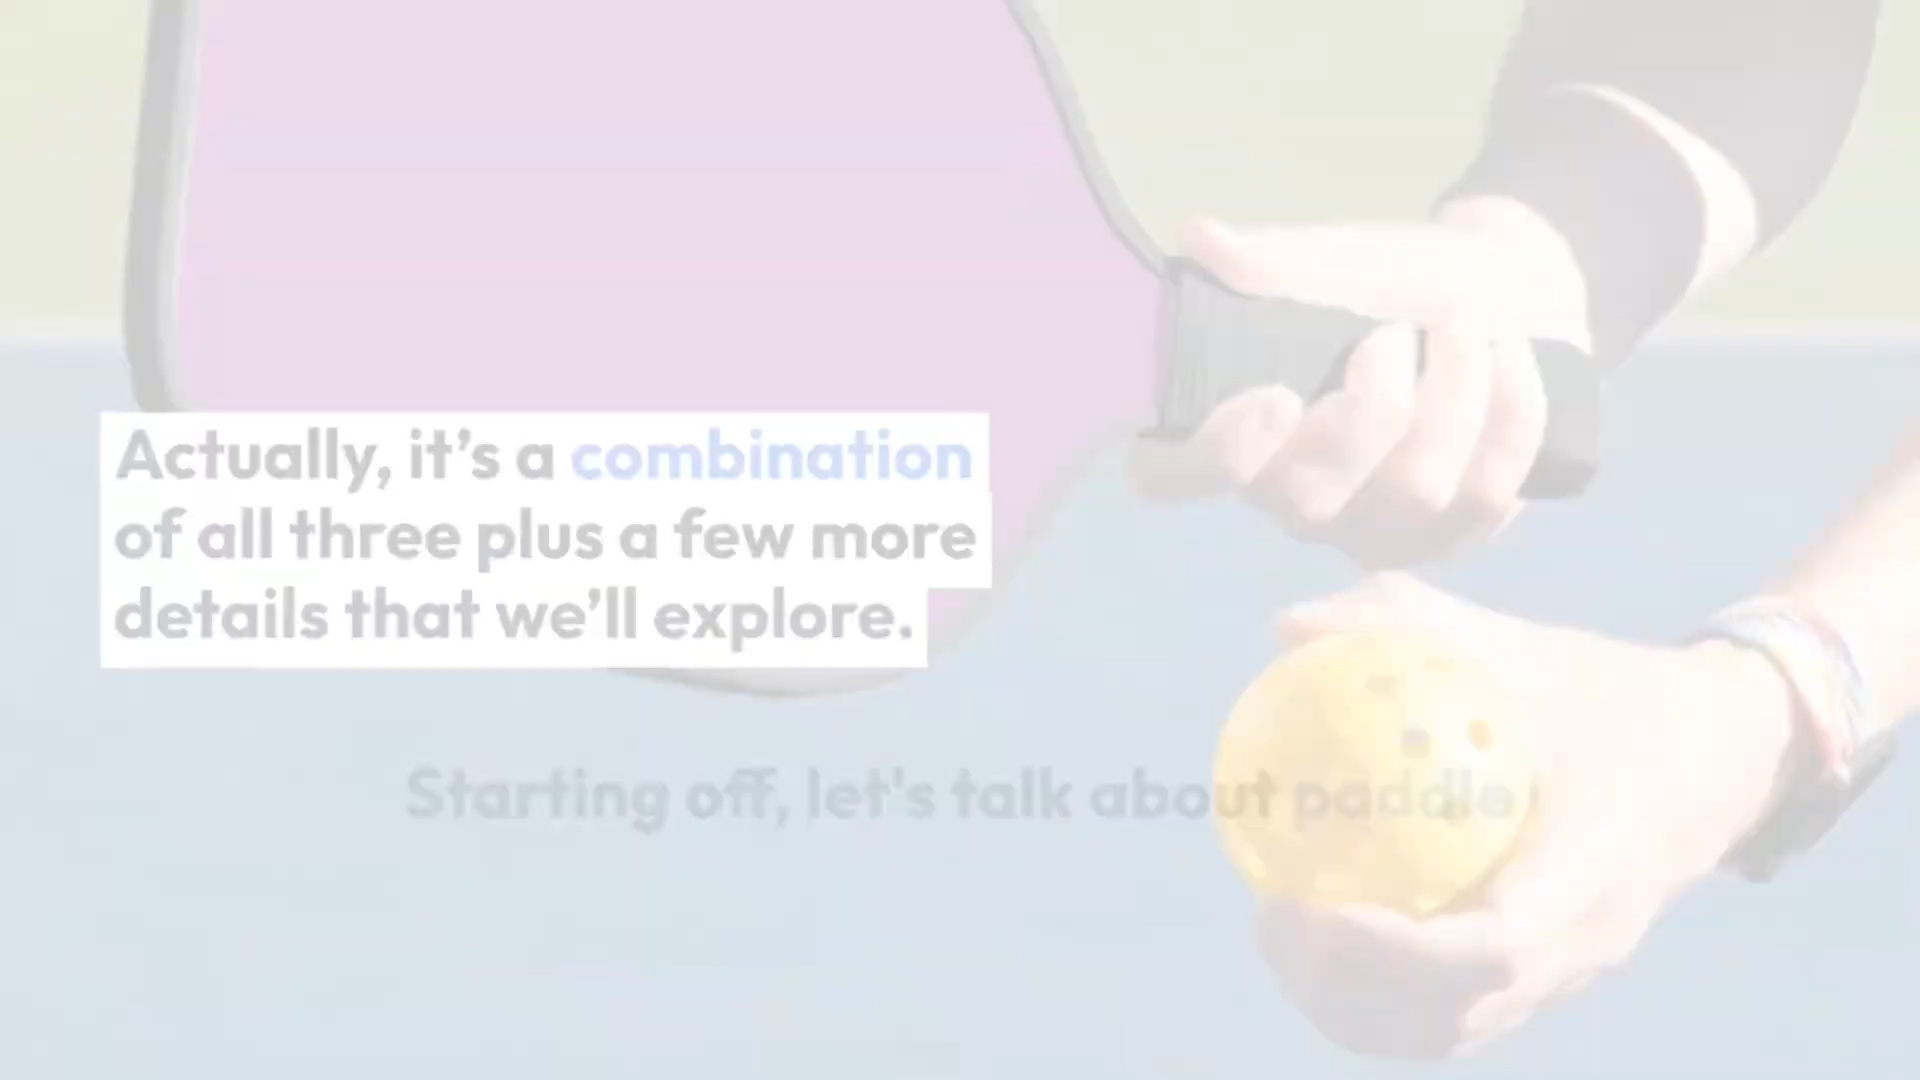 Actually, it’s a combination
of all three plus a few more
details that we’ll explore.
Starting off, let's talk about paddle